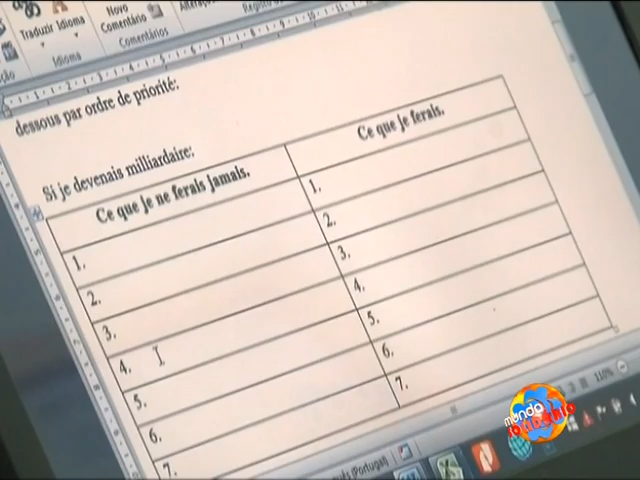 Traduzir Idioma
Novo
Comentário
Idioma
Comentários
dessous par ordre de priorité:
Si je devenais milliardaire:
Ce que je ne ferais jamais.
Ce que je ferais.
1.
1.
2.
2.
3.
3.
4.
4.
5.
5.
6.
6.
7.
7.
(Portugal)
110%
mundo